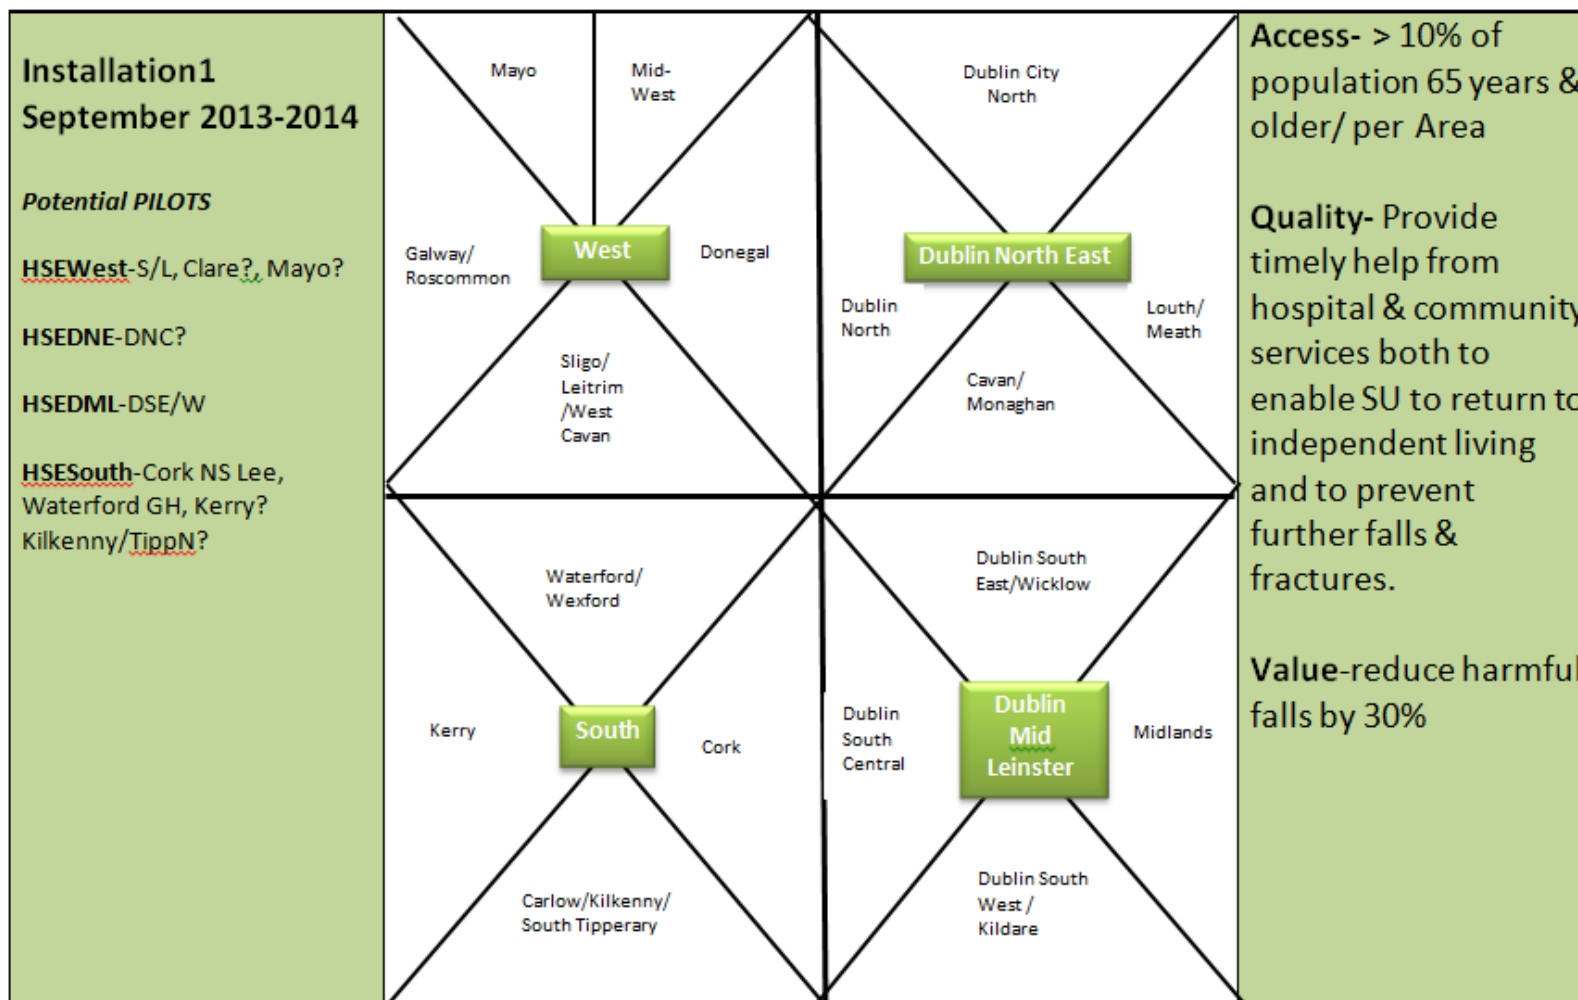 Installation1
September 2013-2014
Potential PILOTS
HSEWest-S/L, Clare?, Mayo?
HSEDNE-DNC?
HSEDML-DSE/W
HSESouth-Cork NS Lee,
Waterford GH, Kerry?
Kilkenny/TippN?
Mayo
Mid-
West
Galway/
Roscommon
West
Donegal
Sligo/
Leitrim
/West
Cavan
Dublin City
North
Dublin North East
Dublin
North
Louth/
Meath
Cavan/
Monaghan
Waterford/
Wexford
Kerry
South
Cork
Carlow/Kilkenny/
South Tipperary
Dublin South
East/Wicklow
Dublin
South
Central
Dublin
Mid
Leinster
Midlands
Dublin South
West /
Kildare
Access- > 10% of
population 65 years &
older/ per Area
Quality- Provide
timely help from
hospital & community
services both to
enable SU to return to
independent living
and to prevent
further falls &
fractures.
Value-reduce harmful
falls by 30%